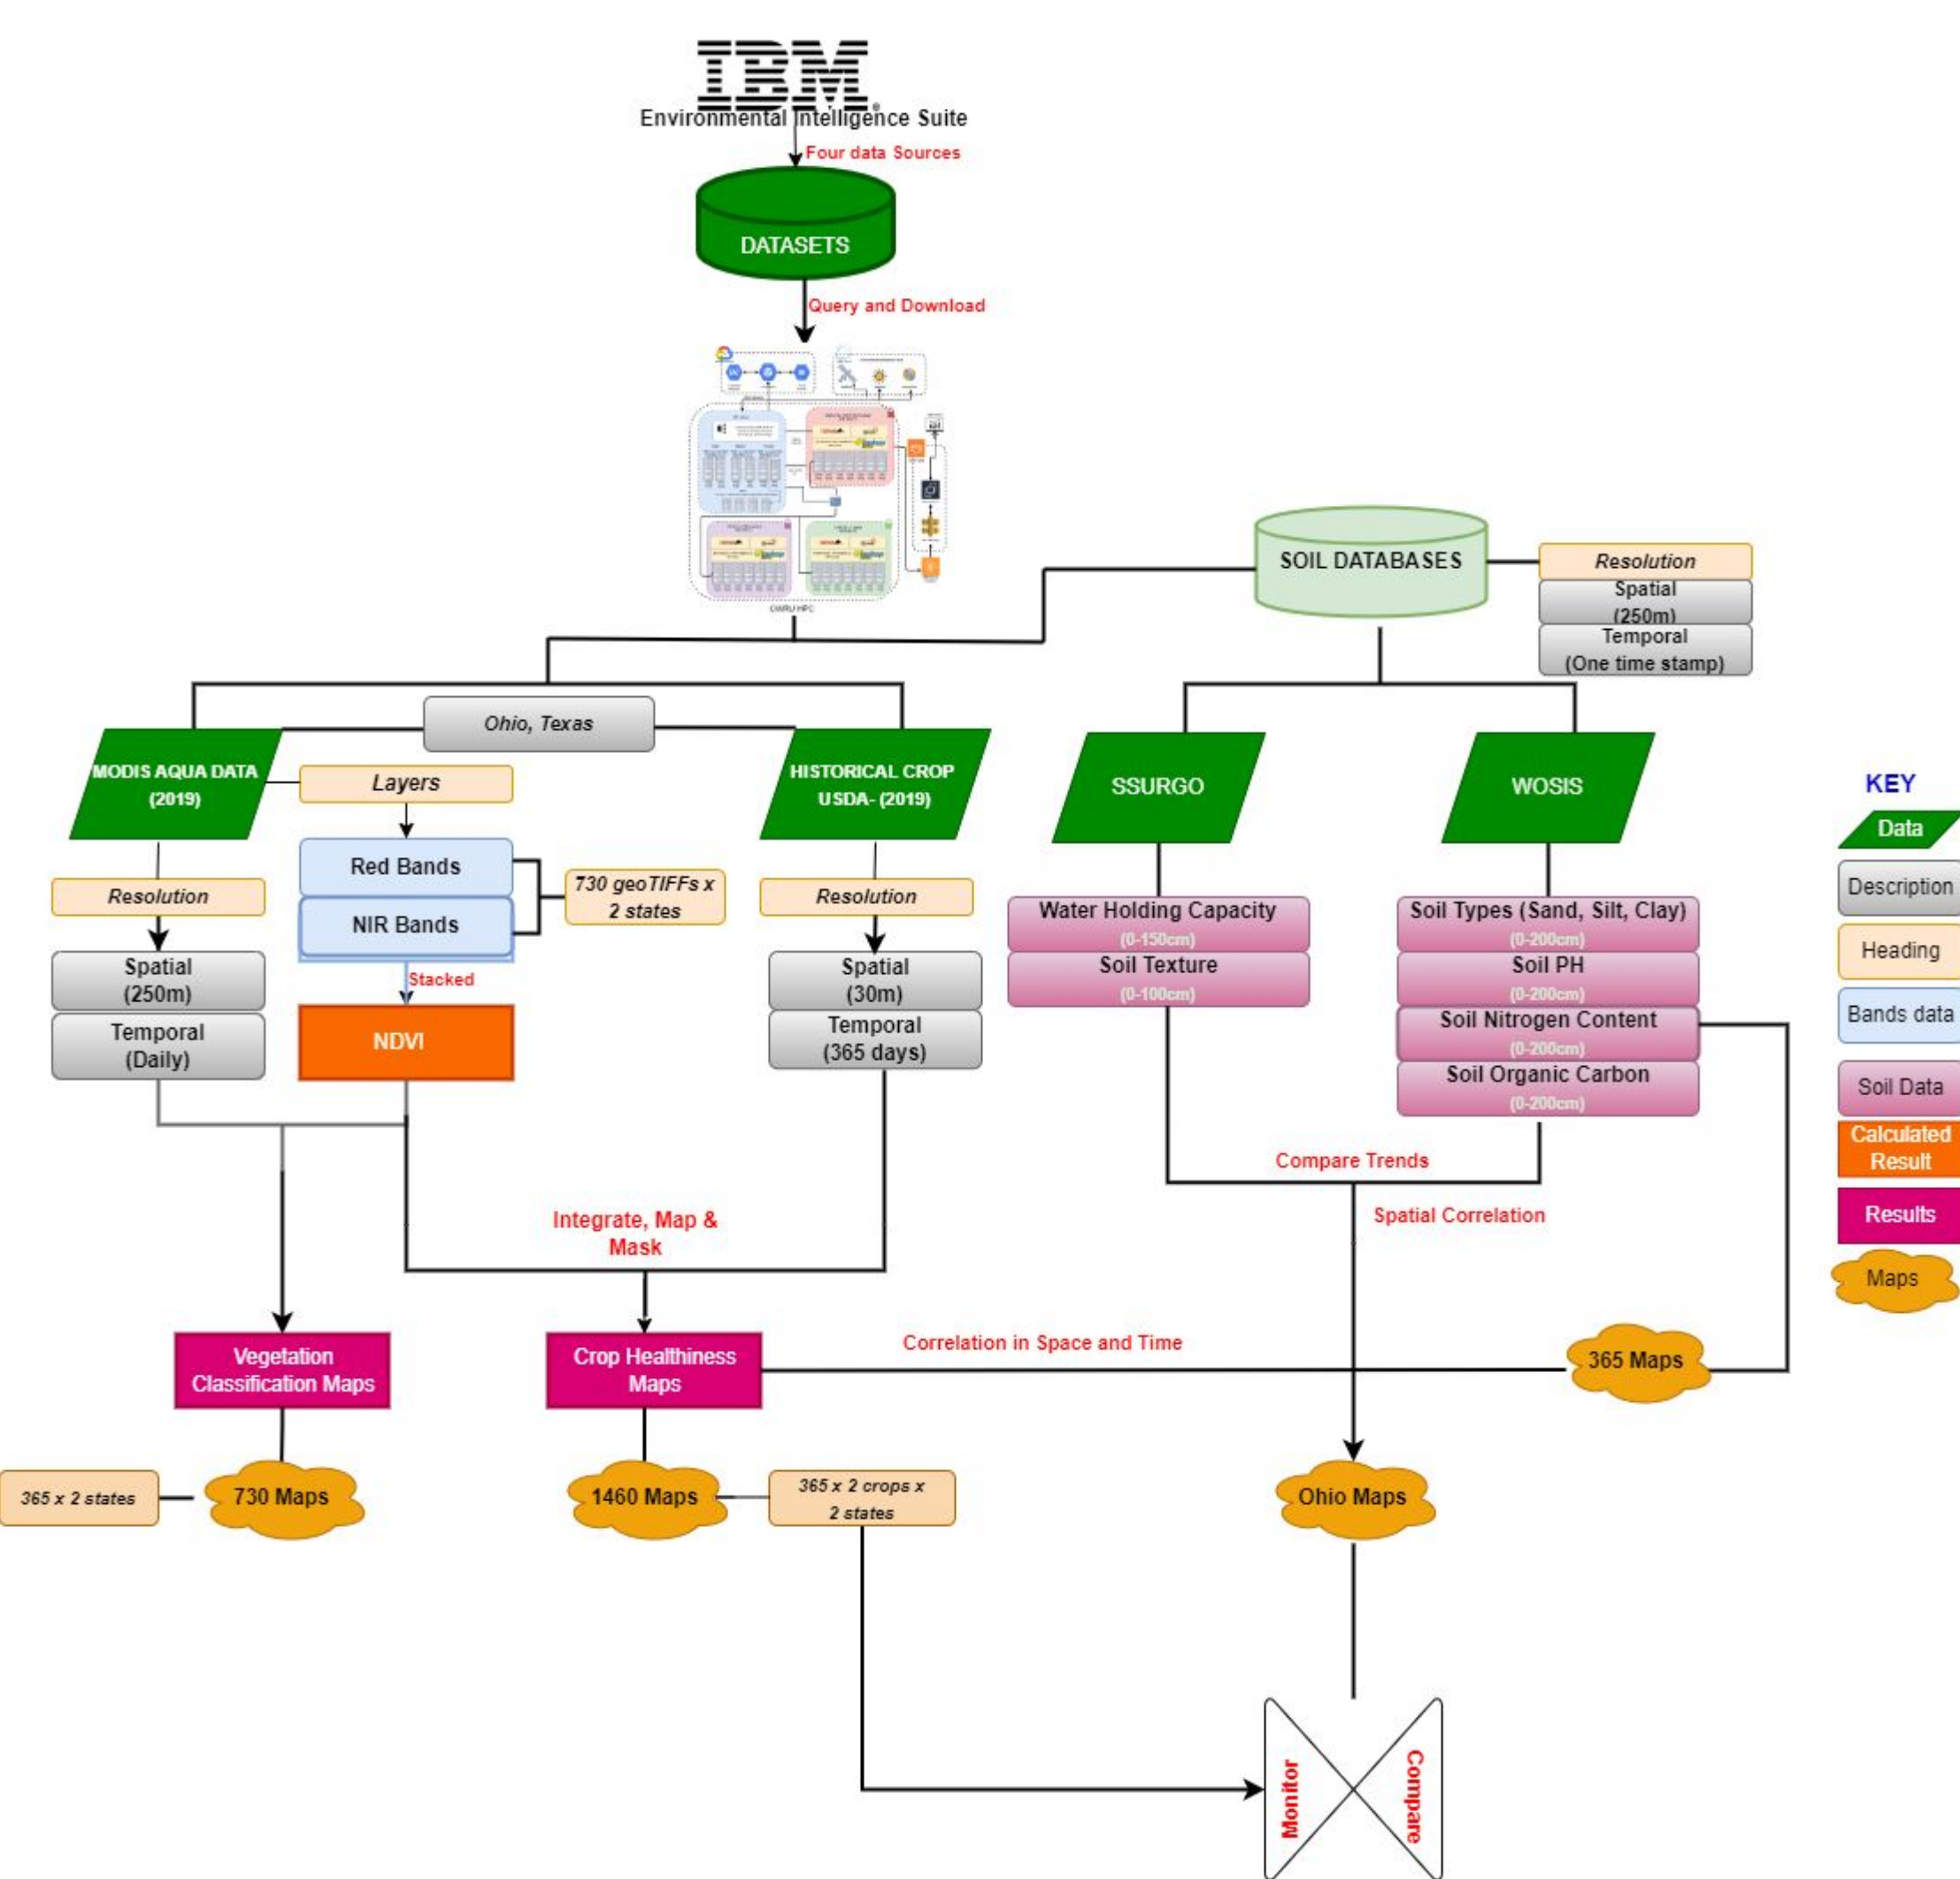 IBM
Environmental Intelligence Suite
Four data Sources
DATASETS
Query and Download
CWRU HPC
SOIL DATABASES
Resolution
Spatial
(250m)
Temporal
(One time stamp)
Ohio, Texas
MODIS AQUA DATA
(2019)
Layers
HISTORICAL CROP
USDA- (2019)
SSURGO
WOSIS
KEY
Data
Description
Heading
Bands data
Soil Data
Calculated
Result
Results
Maps
Red Bands
NIR Bands
730 geoTIFFs x
2 states
Resolution
Spatial
(250m)
Temporal
(Daily)
Stacked
NDVI
Resolution
Spatial
(30m)
Temporal
(365 days)
Water Holding Capacity
(0-150cm)
Soil Texture
(0-100cm)
Soil Types (Sand, Silt, Clay)
(0-200cm)
Soil PH
(0-200cm)
Soil Nitrogen Content
(0-200cm)
Soil Organic Carbon
(0-200cm)
Compare Trends
Spatial Correlation
Integrate, Map &
Mask
Vegetation
Classification Maps
Crop Healthiness
Maps
Correlation in Space and Time
365 Maps
365 x 2 states
730 Maps
1460 Maps
365 x 2 crops x
2 states
Ohio Maps
Monitor
Compare